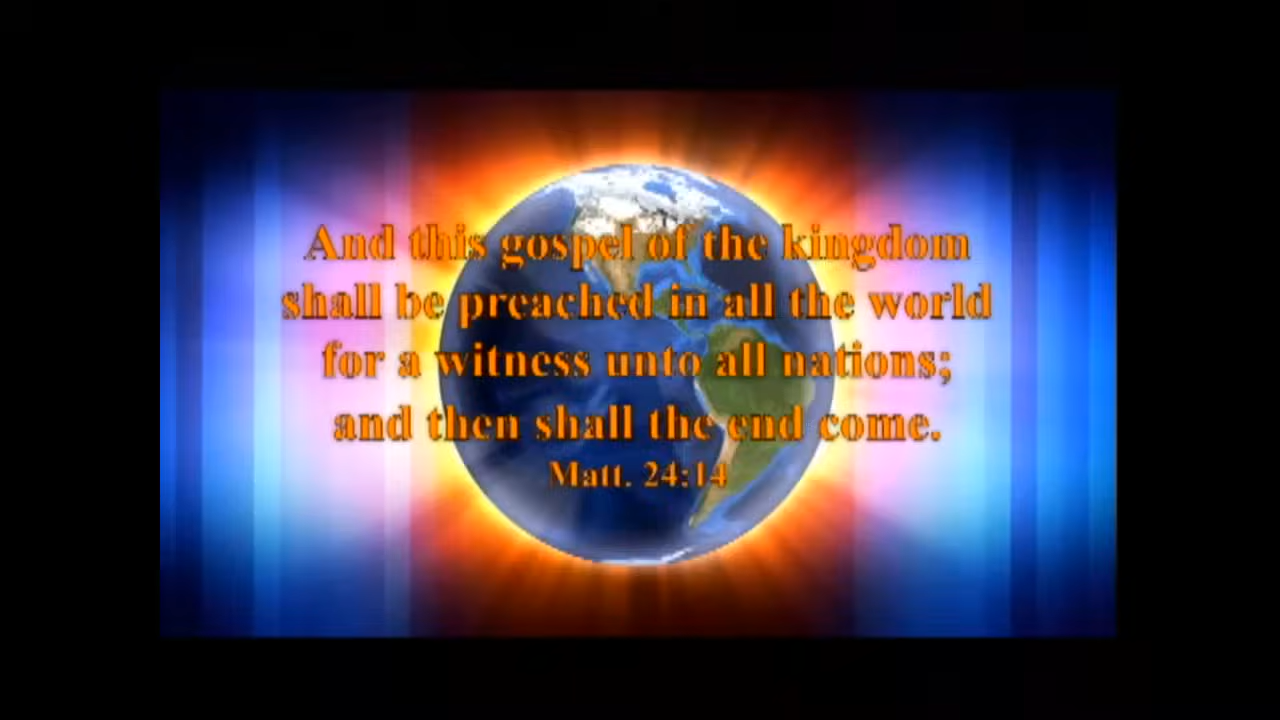 And this gospel of the kingdom
shall be preached in all the world
for a witness unto all nations;
and then shall the end come.
Matt. 24:14